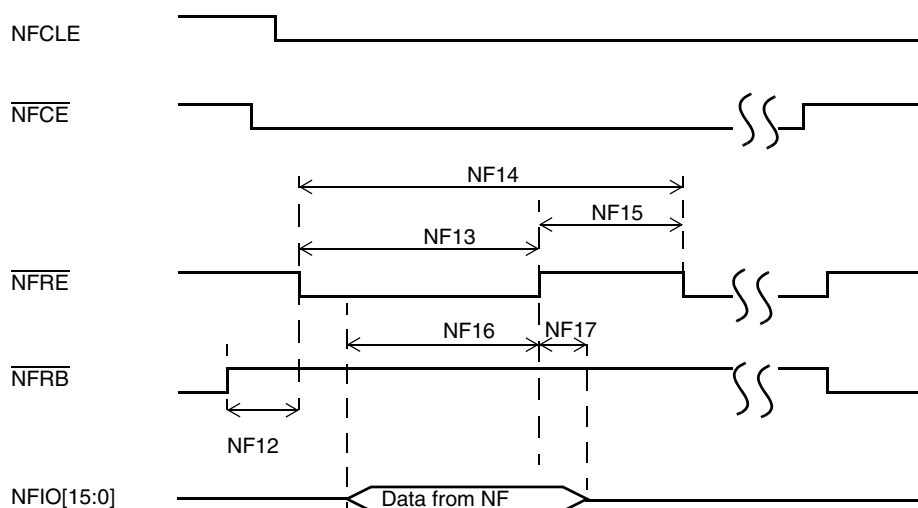 NFCLE
NFCE
NF14
NF15
NF13
NFRE
NF16
NF17
NFRB
NF12
NFIO[15:0]
Data from NF